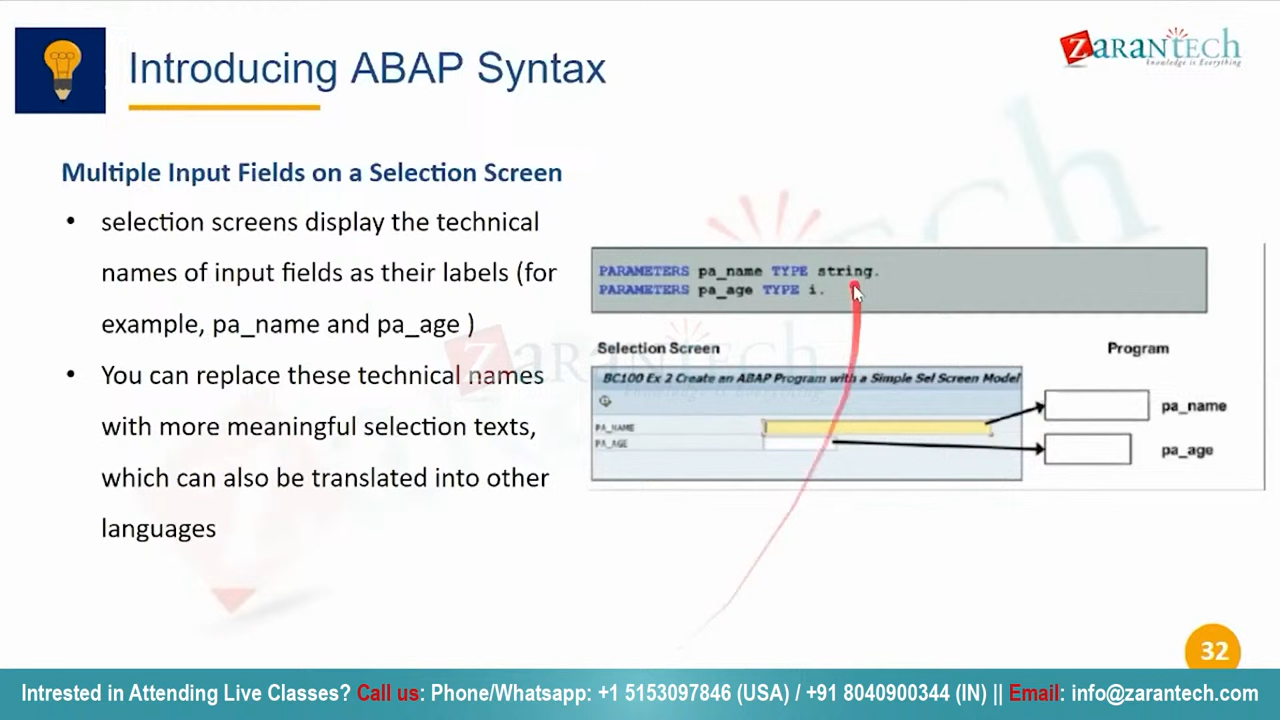 Introducing ABAP Syntax
ZARANTECH
Knowledge is Everything
Multiple Input Fields on a Selection Screen
• selection screens display the technical
names of input fields as their labels (for
example, pa_name and pa_age )
• You can replace these technical names
with more meaningful selection texts,
which can also be translated into other
languages
PARAMETERS pa_name TYPE string.
PARAMETERS pa_age TYPE i.
Selection Screen
Program
BC100 Ex 2 Create an ABAP Program with a Simple Sel Screen Model
PA_NAME
PA_AGE
pa_name
pa_age
ZARANTECH
32
Intrested in Attending Live Classes? Call us: Phone/Whatsapp: +1 5153097846 (USA) / +91 8040900344 (IN) || Email: info@zarantech.com